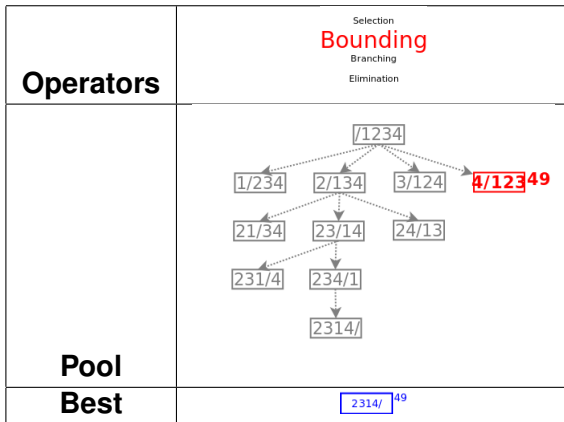 Selection
Bounding
Branching
Elimination
Operators
/1234
1/234 2/134 3/124 4/123 49
21/34 23/14 24/13
231/4 234/1
2314/
Pool
Best 2314/ 49